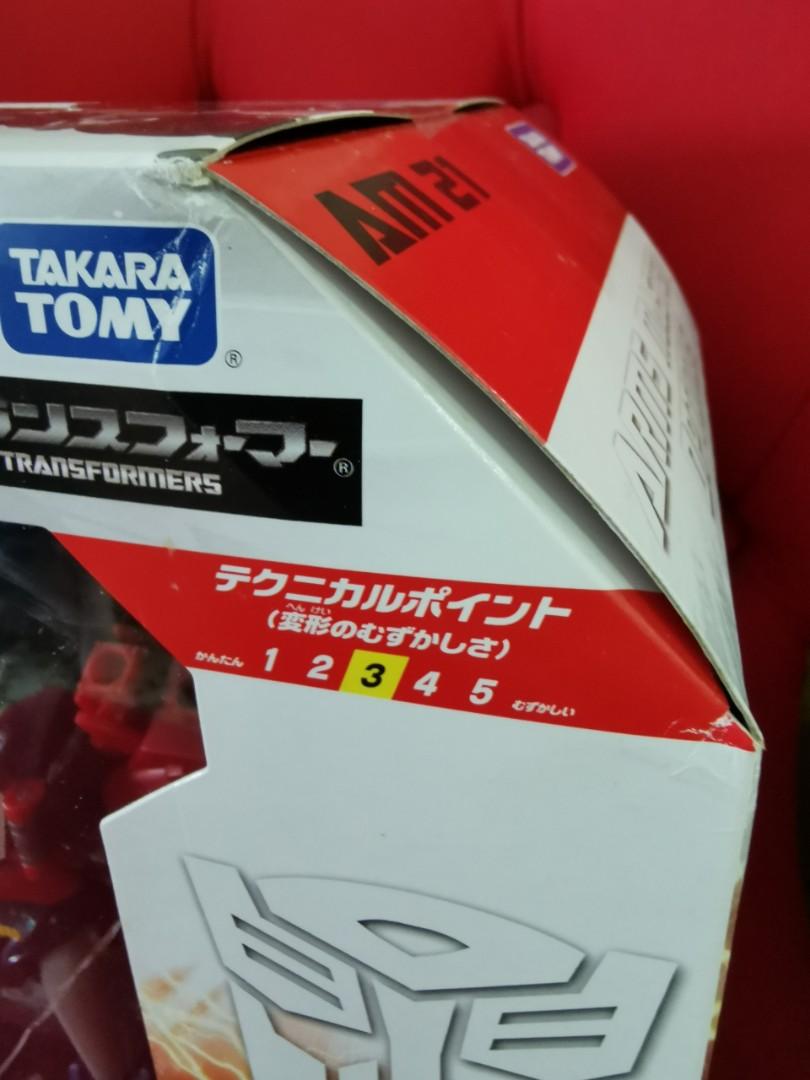 AM 21
TAKARA
TOMY
®
ランスフォーマー®
TRANSFORMERS
テクニカルポイント
へんけい
(変形のむずかしさ)
かんたん 1 2 3 4 5 むずかしい
ARMS